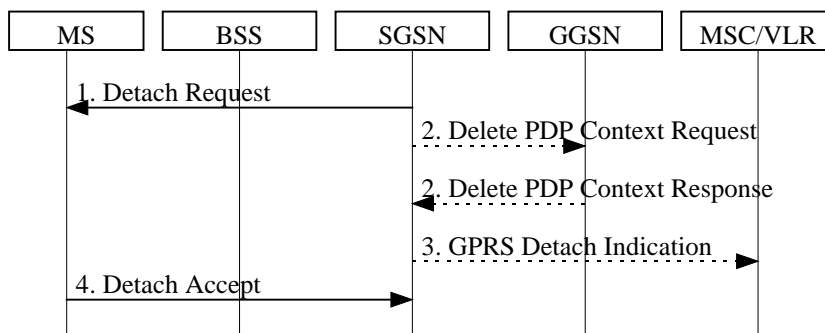 MS BSS SGSN GGSN MSC/VLR
1. Detach Request
2. Delete PDP Context Request
2. Delete PDP Context Response
3. GPRS Detach Indication
4. Detach Accept